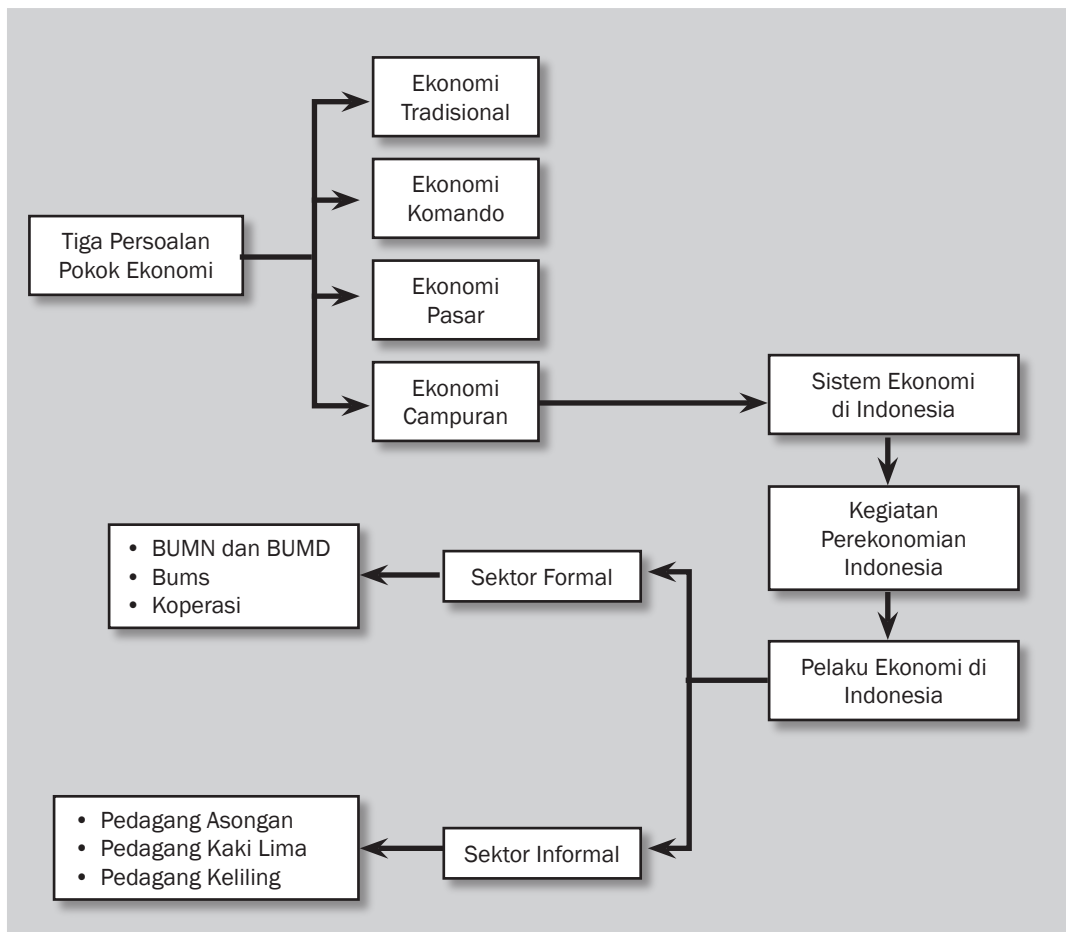 Ekonomi
Tradisional
Ekonomi
Komando
Tiga Persoalan
Pokok Ekonomi
Ekonomi
Pasar
Ekonomi
Campuran
Sistem Ekonomi
di Indonesia
Kegiatan
Perekonomian
Indonesia
• BUMN dan BUMD
• Bums
• Koperasi
Sektor Formal
Pelaku Ekonomi di
Indonesia
• Pedagang Asongan
• Pedagang Kaki Lima
• Pedagang Keliling
Sektor Informal